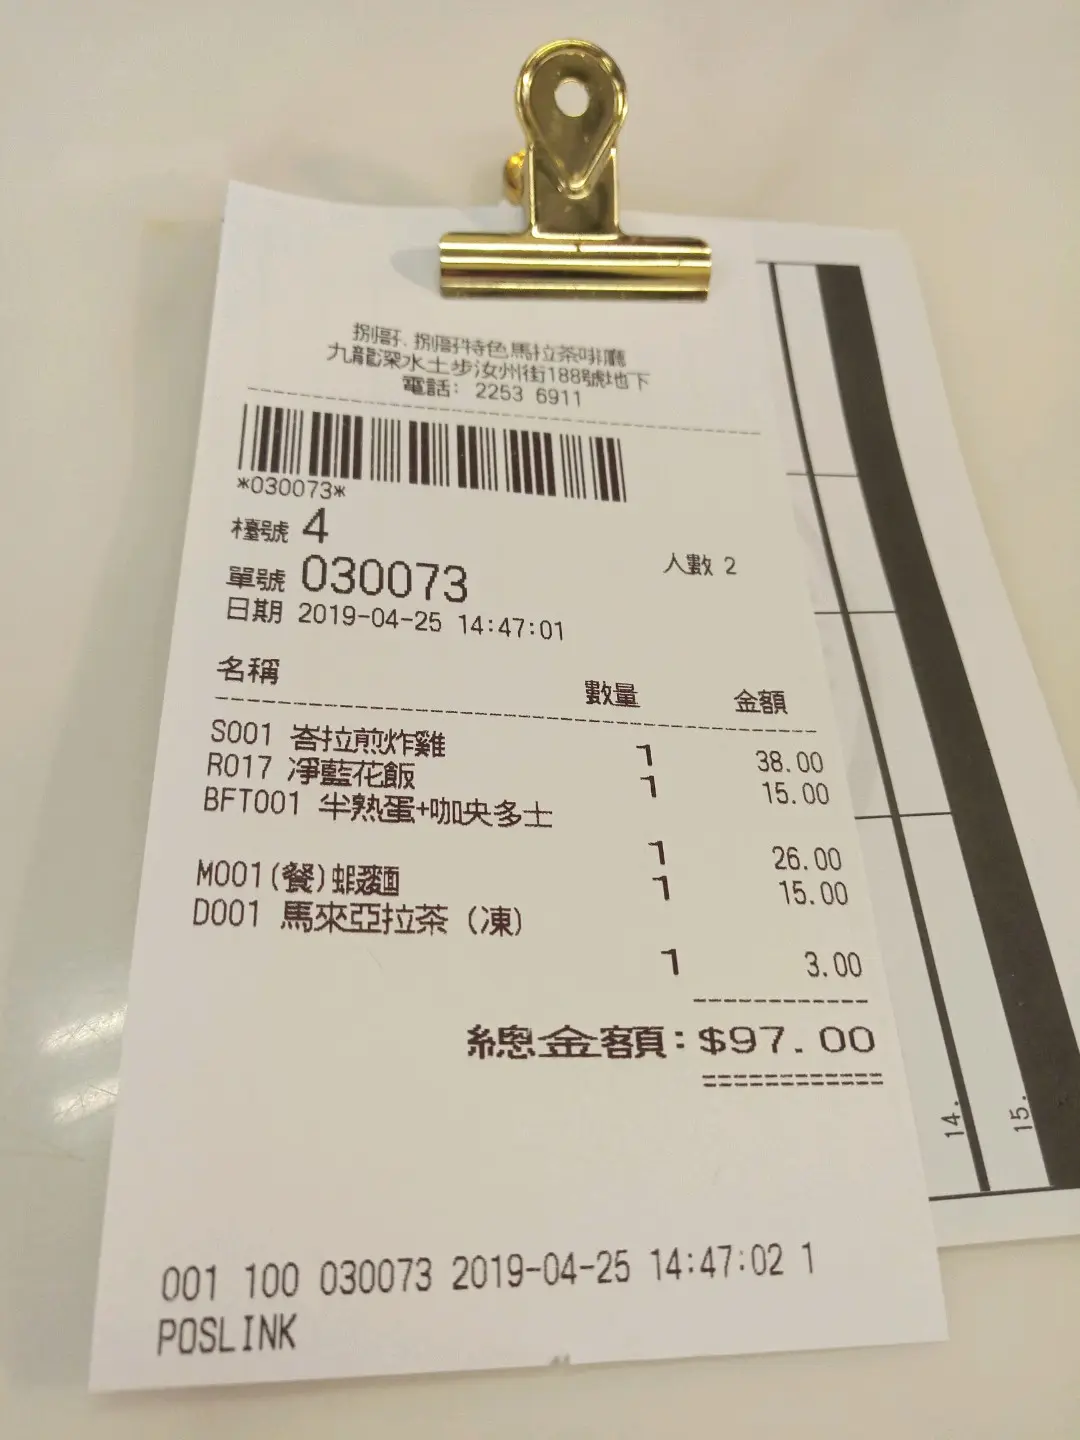 捌哥.捌哥特色馬拉茶啡廳
九龍深水土步汝州街188號地下
電話: 2253 6911
*030073*
檯號 4
人數 2
單號 030073
日期 2019-04-25 14:47:01
名稱 數量 金額
S001 峇拉煎炸雞 1 38.00
R017 淨藍花飯 1 15.00
BFT001 半熟蛋+咖央多士
1 26.00
M001(餐)蝦麵 1 15.00
D001 馬來亞拉茶 (凍)
1 3.00
總金額:$97.00
001 100 030073 2019-04-25 14:47:02 1
POSLINK
14.
15.